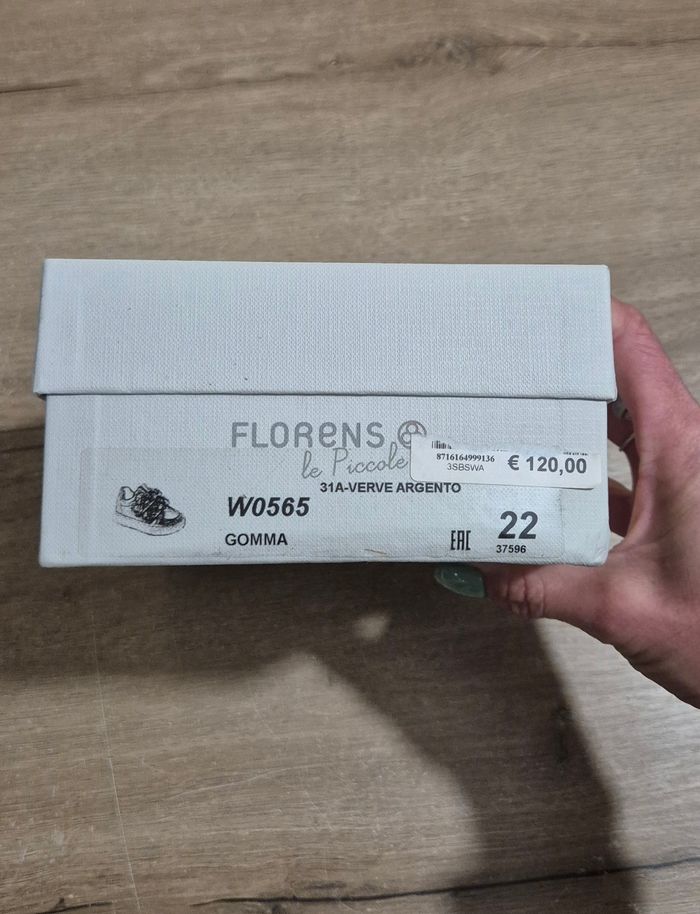 FLORENS
le Piccole
8716164999136
3SBSWA
€ 120,00
31A-VERVE ARGENTO
W0565
GOMMA
EAC
22
37596